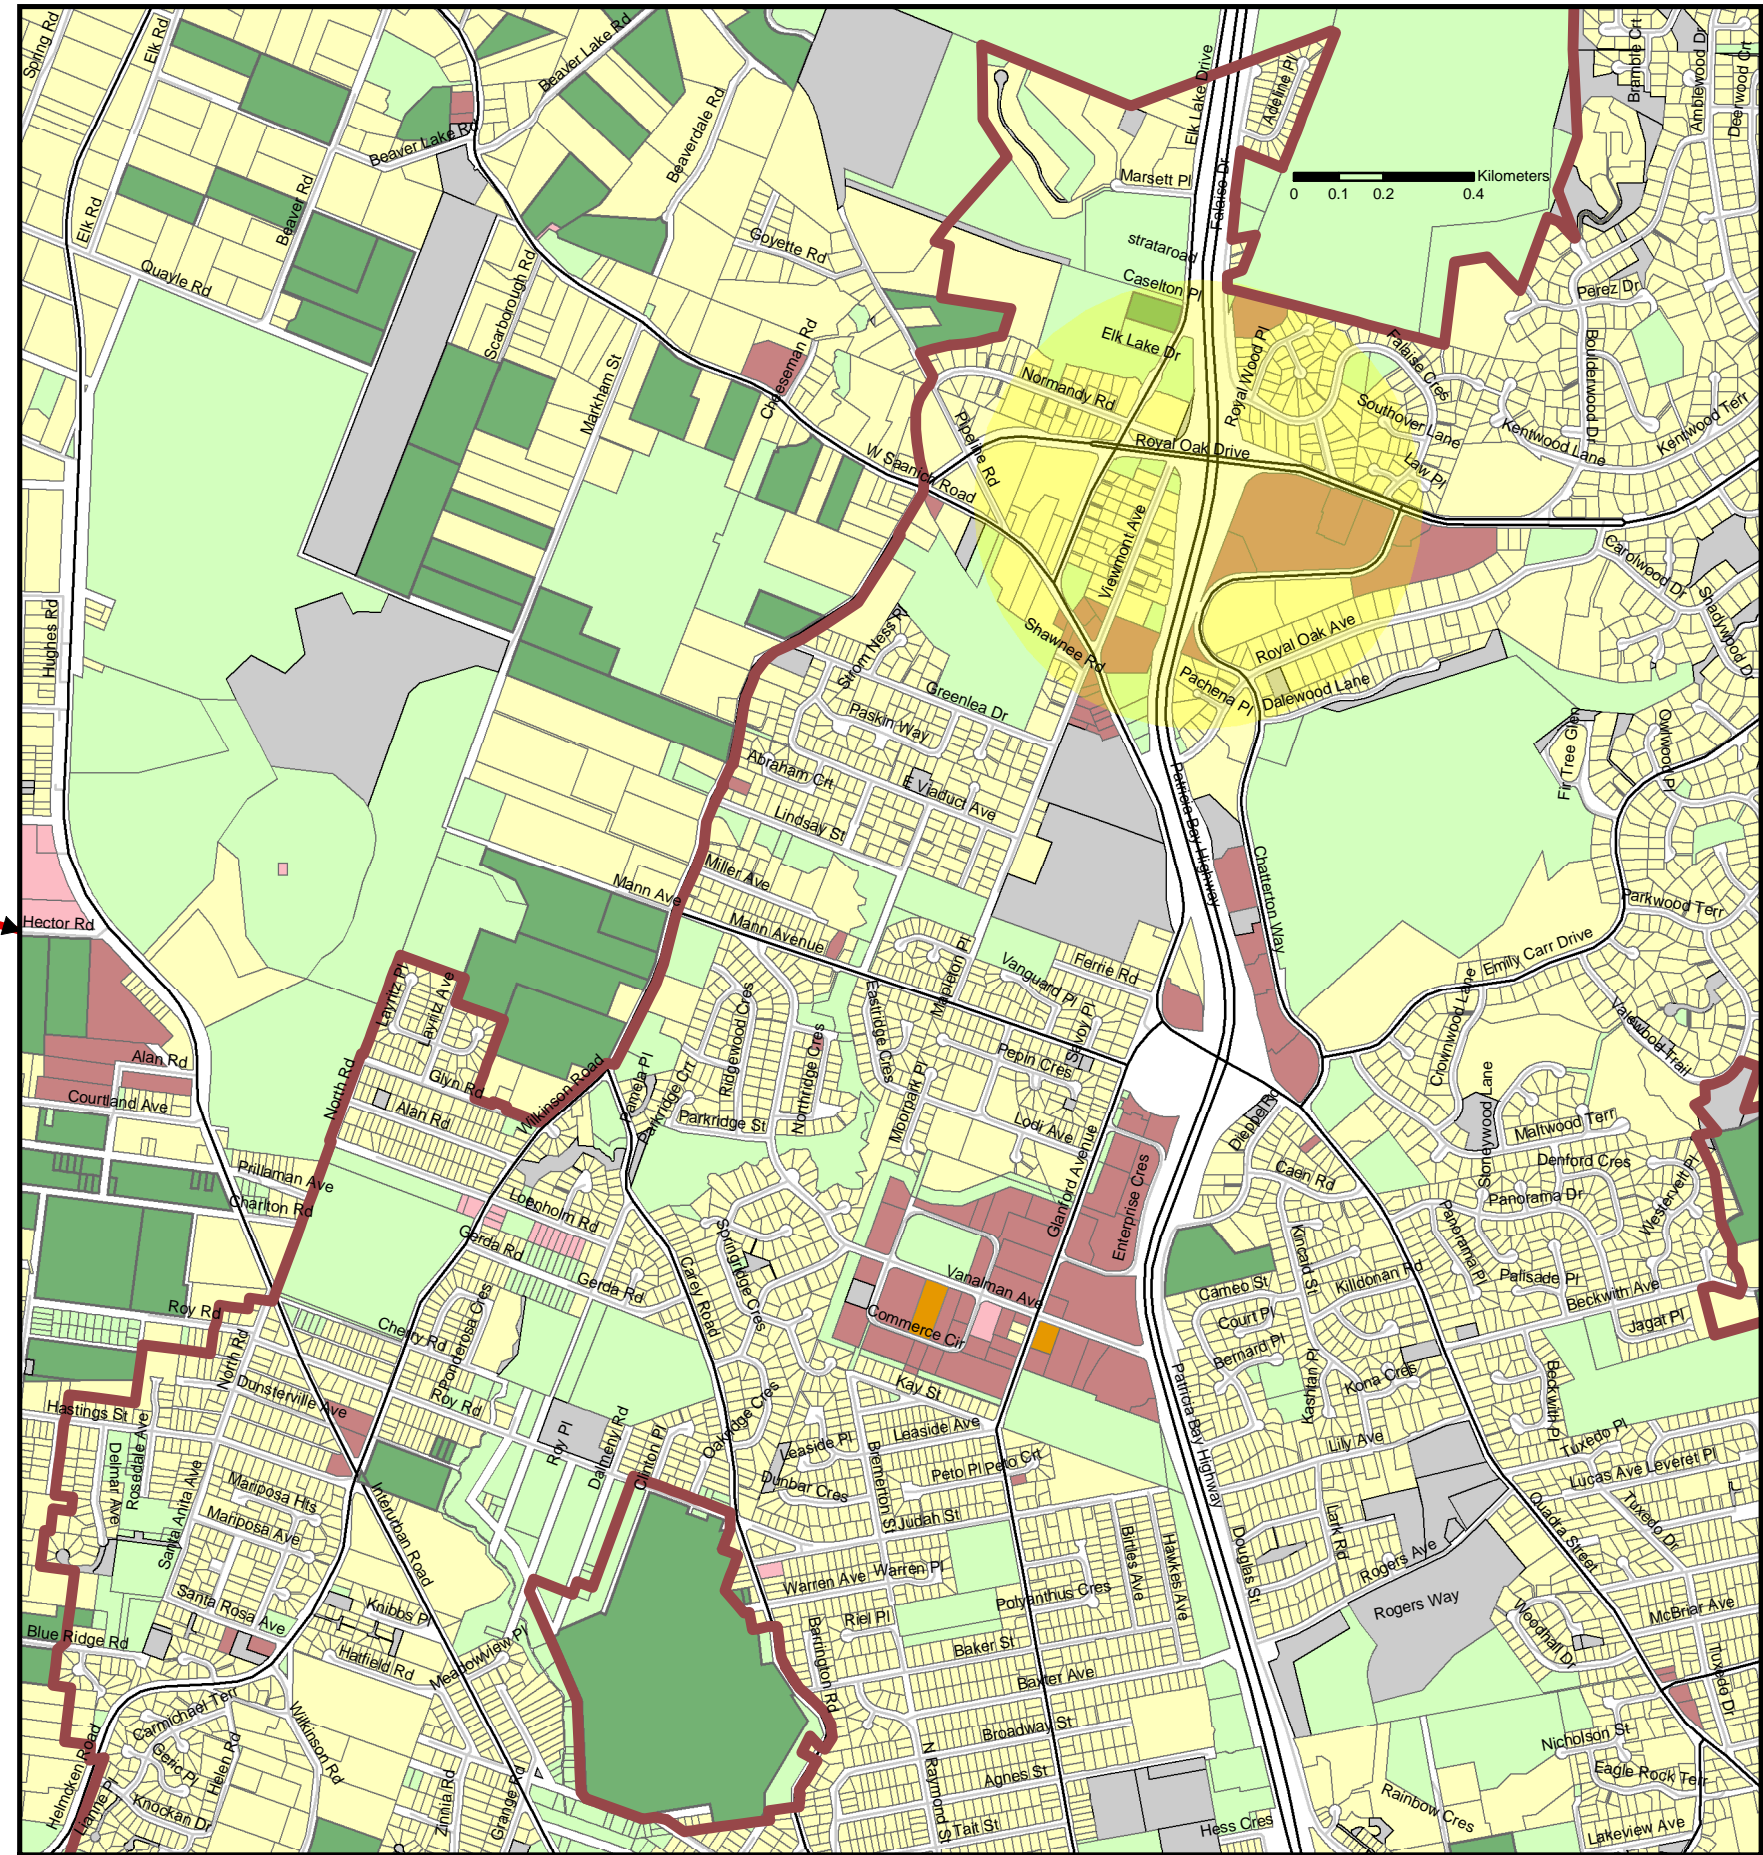 Spring Rd
Elk Rd
Beaver Lake Rd
Elk Lake Drive
Adeline Pl
Bramble Crt
Amblewood Dr
Deerwood Crt
Beaver Lake Rd
Beaverdale Rd
Marsett Pl
Falaise Dr
Kilometers
0 0.1 0.2 0.4
Elk Rd
Beaver Rd
Goyette Rd
strataroad
Quayle Rd
Scarborough Rd
Caselton Pl
Perez Dr
Elk Lake Dr
Royal Wood Pl
Falaise Cres
Boulderwood Dr
Cheeseman Rd
Markham St
Normandy Rd
Southover Lane
Kentwood Lane
Kentwood Terr
Pipeline Rd
Royal Oak Drive
Law Pl
W Saanich Road
Viewmont Ave
Carolwood Dr
Shadywood Dr
Hughes Rd
Shawnee Rd
Royal Oak Ave
Strom Ness Pl
Greenlea Dr
Pachena Pl
Dalewood Lane
Paskin Way
Fir Tree Glen
Owlwood Pl
Abraham Crt
E Viaduct Ave
Lindsay St
Patricia Bay Highway
Chatterton Way
Miller Ave
Mann Ave
Mann Avenue
Parkwood Terr
Hector Rd
Emily Carr Drive
Layritz Pl
Layritz Ave
Ridgewood Cres
Eastridge Cres
Mapleton Pl
Vanguard Pl
Ferrie Rd
Savoy Pl
Clownwood Lane
Valewood Trail
Alan Rd
Courtland Ave
North Rd
Glyn Rd
Alan Rd
Wilkinson Road
Pamela Pl
Parkridge Crt
Parkridge St
Northridge Cres
Moorpark Pl
Pepin Cres
Lodi Ave
Dieppe Rd
Stoneywood Lane
Maltwood Terr
Denford Cres
Prillaman Ave
Charlton Rd
Loenholm Rd
Gerda Rd
Gerda Rd
Glanford Avenue
Enterprise Cres
Caen Rd
Panorama Dr
Panorama Pl
Westervelt Pl
Springridge Cres
Carey Road
Kincard St
Killdonan Rd
Palisade Pl
Beckwith Ave
Jagat Pl
Roy Rd
Cherry Rd
Ponderosa Cres
Vanalman Ave
Commerce Cir
Cameo St
Court Pl
Bernard Pl
North Rd
Dunsterville Ave
Roy Rd
Kay St
Patricia Bay Highway
Kashtan Pl
Kona Cres
Beckwith Pl
Hastings St
Delmar Ave
Rosedale Ave
Santa Anita Ave
Roy Pl
Dalmeny Rd
Clinton Pl
Oakridge Cres
Leaside Ave
Leaside Pl
Lily Ave
Tuxedo Pl
Mariposa Hts
Mariposa Ave
Interurban Road
Dunbar Cres
Bremerton St
Peto Pl
Peto Crt
Lucas Ave
Leveret Pl
Judah St
Birtles Ave
Hawkes Ave
Douglas St
Lark Rd
Rogers Ave
Quadra Street
Tuxedo Dr
Santa Rosa Ave
Knibbs Pl
Warren Ave
Warren Pl
Polyanthus Cres
Rogers Way
McBriar Ave
Blue Ridge Rd
Hatfield Rd
Meadowview Pl
Barrington Rd
Riel Pl
Baker St
Baxter Ave
Woodhall Dr
Tuxedo Dr
Carmichael Terr
Wilkinson Rd
Broadway St
Nicholson St
Helmcken Road
Lianne Pl
Geric Pl
Helen Rd
Knockan Dr
Zinnia Rd
Grange Rd
N Raymond St
Agnes St
Tait St
Hess Cres
Rainbow Cres
Eagle Rock Terr
Lakeview Ave